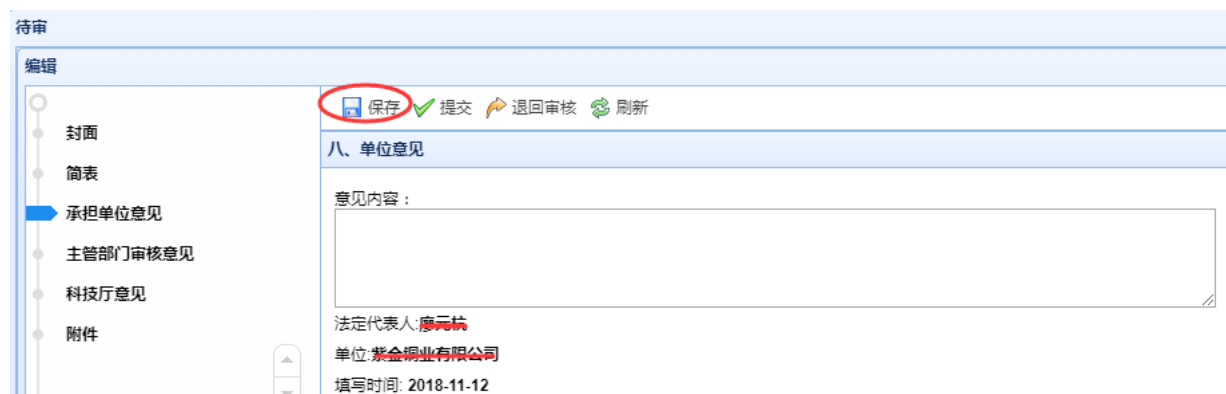 待审
编辑
保存 提交 退回审核 刷新
封面
八、单位意见
简表
意见内容：
承担单位意见
主管部门审核意见
科技厅意见
法定代表人:
附件
单位:紫金铜业有限公司
填写时间: 2018-11-12